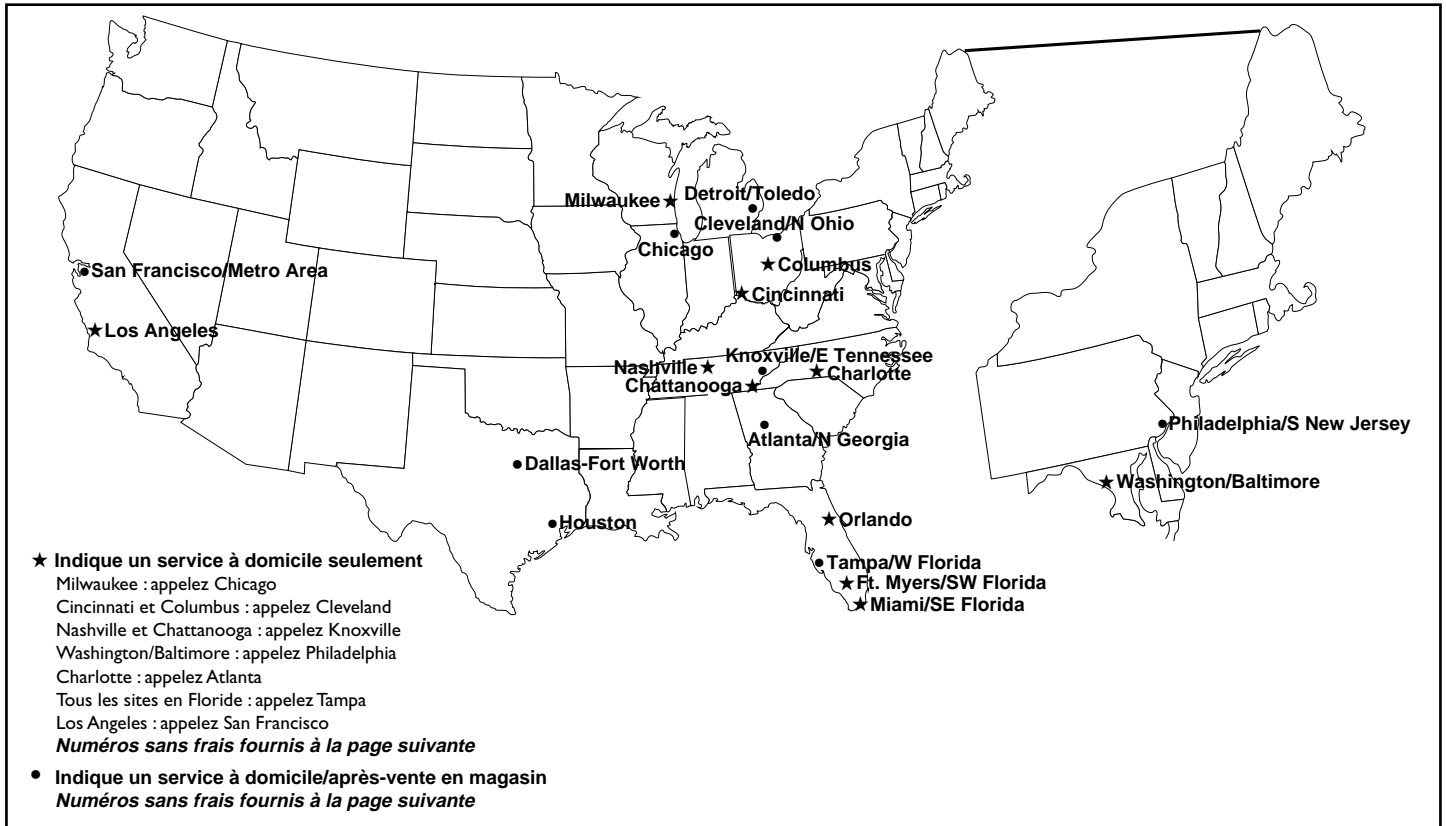 Milwaukee ★
Detroit/Toledo
Cleveland/N Ohio
Chicago
San Francisco/Metro Area
★ Columbus
★ Cincinnati
★ Los Angeles
Knoxville/E Tennessee
Nashville ★
★ Charlotte
Chattanooga ★
Philadelphia/S New Jersey
Atlanta/N Georgia
Dallas-Fort Worth
★ Washington/Baltimore
Houston
★ Orlando
Tampa/W Florida
★ Ft. Myers/SW Florida
★ Miami/SE Florida
★ Indique un service à domicile seulement
Milwaukee : appelez Chicago
Cincinnati et Columbus : appelez Cleveland
Nashville et Chattanooga : appelez Knoxville
Washington/Baltimore : appelez Philadelphia
Charlotte : appelez Atlanta
Tous les sites en Floride : appelez Tampa
Los Angeles : appelez San Francisco
Numéros sans frais fournis à la page suivante
• Indique un service à domicile/après-vente en magasin
Numéros sans frais fournis à la page suivante